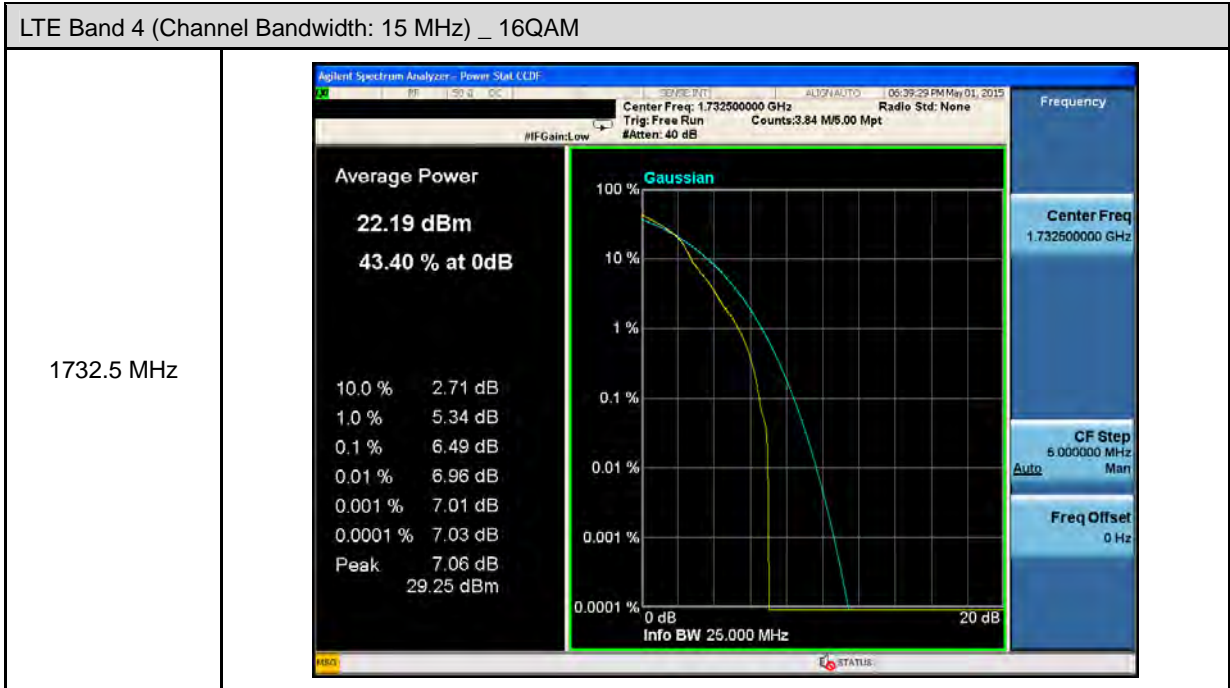 LTE Band 4 (Channel Bandwidth: 15 MHz) _ 16QAM
1732.5 MHz
Agilent Spectrum Analyzer - Power Stat CCDF
RF 50 Ω DC SENSE:INT ALIGN AUTO 06:39:29 PM May 01, 2015
Center Freq: 1.732500000 GHz Radio Std: None
Trig: Free Run Counts:3.84 M/5.00 Mpt
#IFGain:Low #Atten: 40 dB
Frequency
Average Power
22.19 dBm
43.40 % at 0dB
10.0 % 2.71 dB
1.0 % 5.34 dB
0.1 % 6.49 dB
0.01 % 6.96 dB
0.001 % 7.01 dB
0.0001 % 7.03 dB
Peak 7.06 dB
29.25 dBm
Gaussian
100 %
10 %
1 %
0.1 %
0.01 %
0.001 %
0.0001 %
0 dB 20 dB
Info BW 25.000 MHz
Center Freq
1.732500000 GHz
CF Step
5.000000 MHz
Auto Man
Freq Offset
0 Hz
MSG STATUS